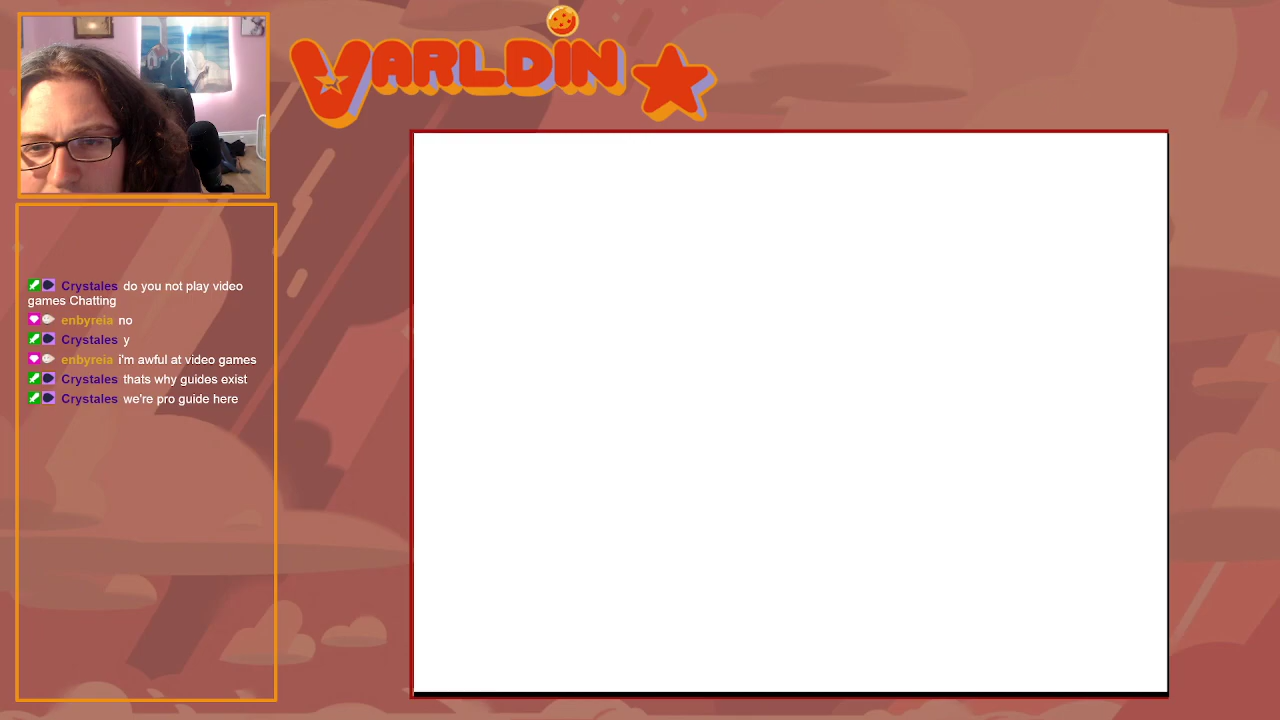 VARLDIN
Crystales do you not play video
games Chatting
enbyreia no
Crystales y
enbyreia i'm awful at video games
Crystales thats why guides exist
Crystales we're pro guide here